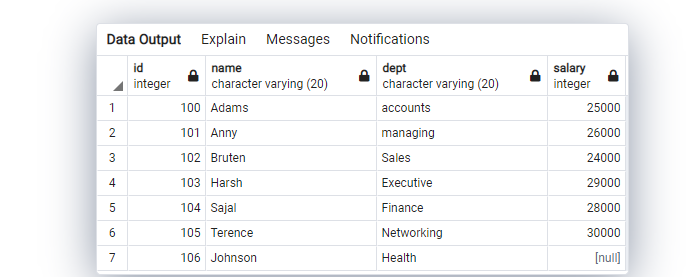 Data Output Explain Messages Notifications
id name dept salary
integer character varying (20) character varying (20) integer
1 100 Adams accounts 25000
2 101 Anny managing 26000
3 102 Bruten Sales 24000
4 103 Harsh Executive 29000
5 104 Sajal Finance 28000
6 105 Terence Networking 30000
7 106 Johnson Health [null]